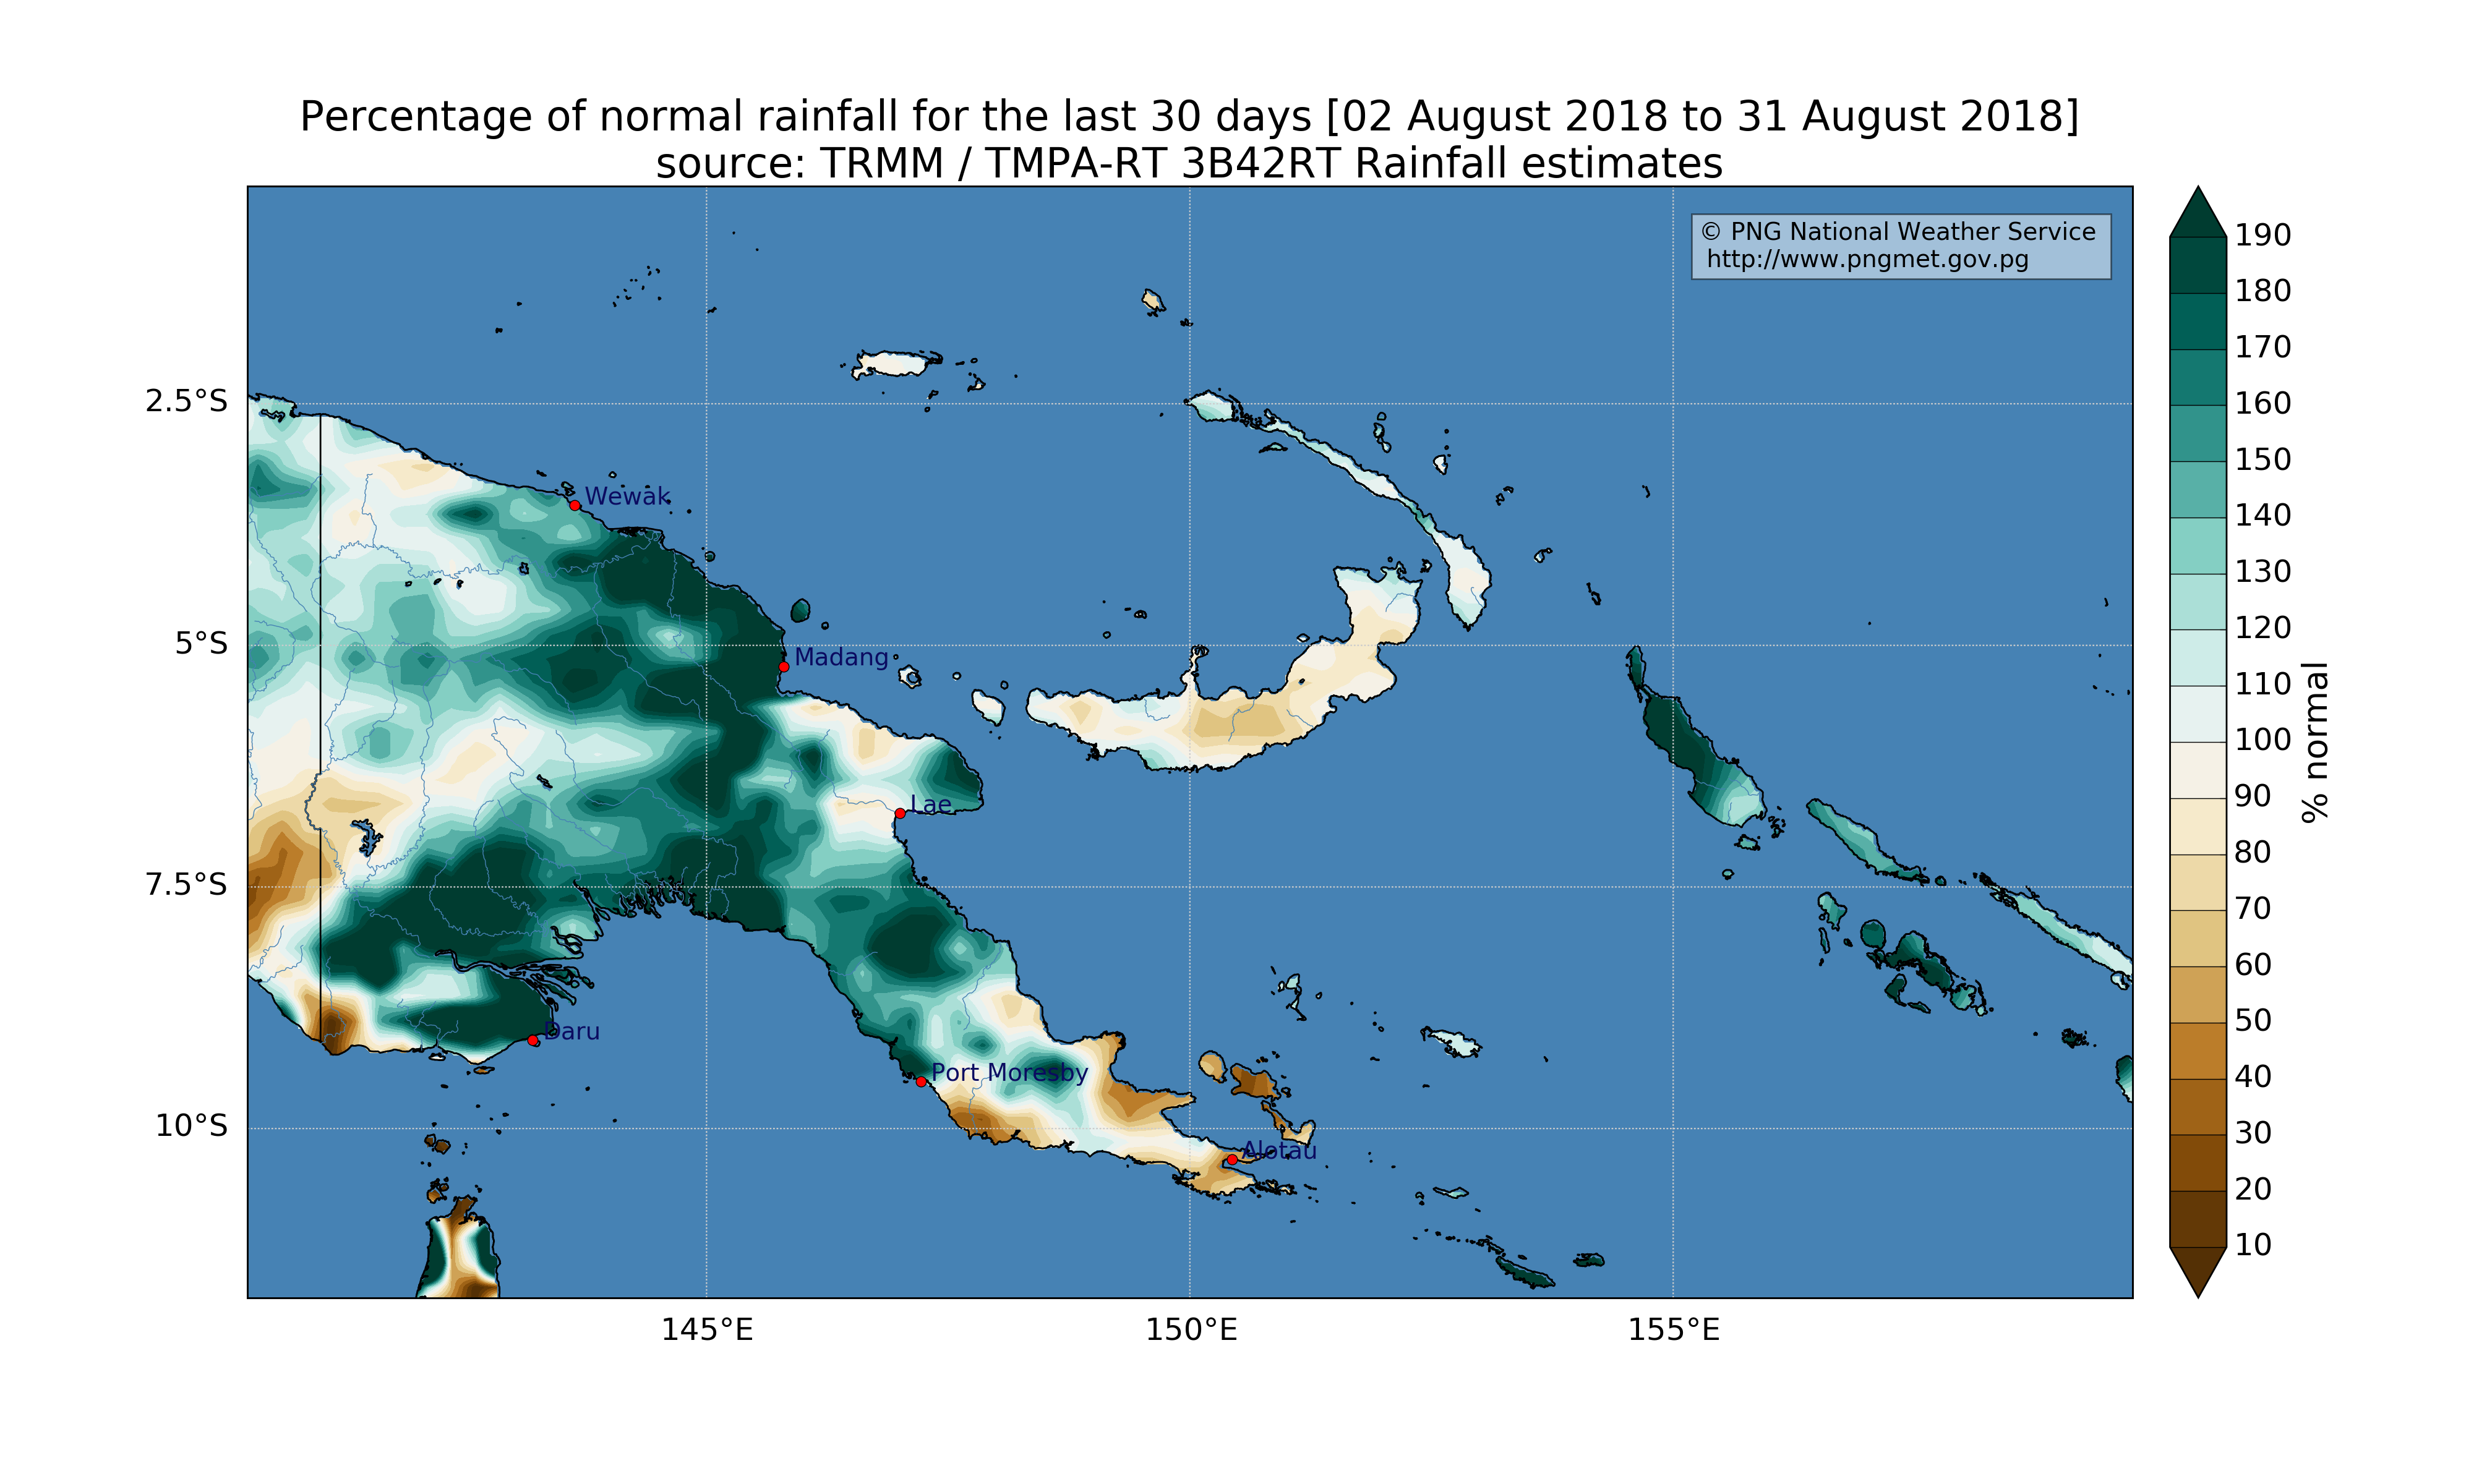 Percentage of normal rainfall for the last 30 days [02 August 2018 to 31 August 2018]
source: TRMM / TMPA-RT 3B42RT Rainfall estimates
© PNG National Weather Service
http://www.pngmet.gov.pg
2.5°S
5°S
7.5°S
10°S
145°E
150°E
155°E
Wewak
Madang
Lae
Daru
Port Moresby
Alotau
190
180
170
160
150
140
130
120
110
100
90
80
70
60
50
40
30
20
10
% normal